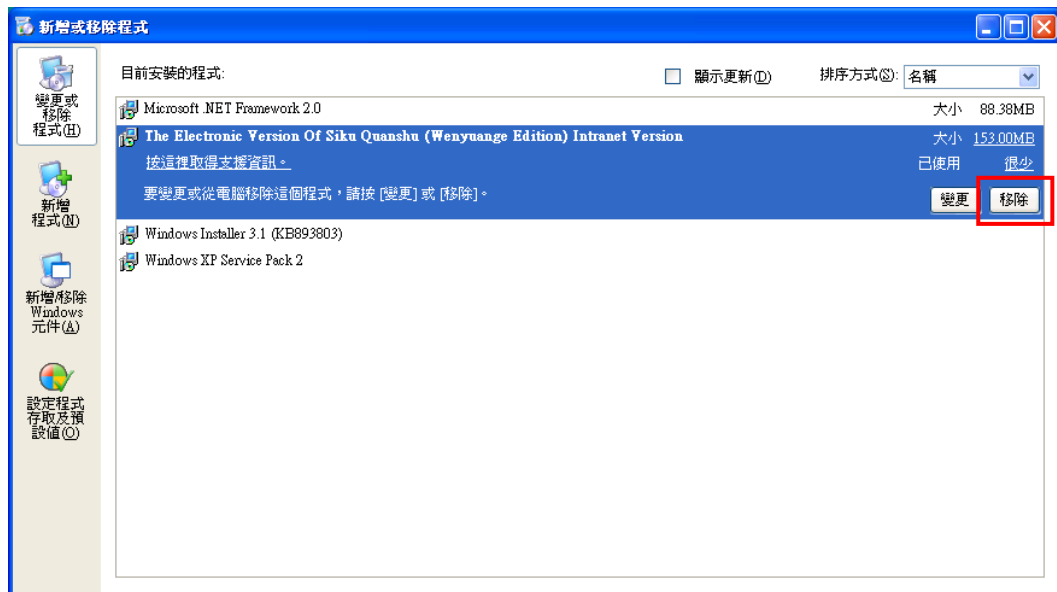 新增或移除程式
變更或
移除
程式(H)
新增
程式(N)
新增/移除
Windows
元件(A)
設定程式
存取及預
設值(O)
目前安裝的程式:
顯示更新(D)
排序方式(S): 名稱
Microsoft .NET Framework 2.0 大小 88.38MB
The Electronic Version Of Siku Quanshu (Wenyuange Edition) Intranet Version 大小 153.00MB
按這裡取得支援資訊。 已使用 很少
要變更或從電腦移除這個程式，請按 [變更] 或 [移除]。 變更 移除
Windows Installer 3.1 (KB893803)
Windows XP Service Pack 2